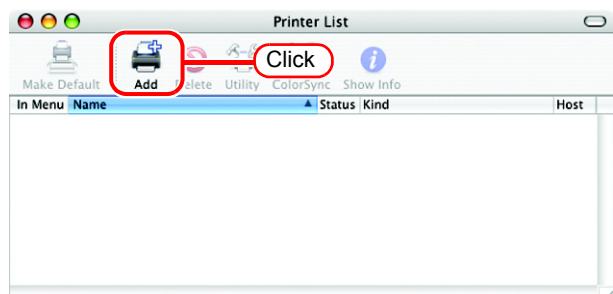 Printer List
Click
Make Default Add Delete Utility ColorSync Show Info
In Menu Name Status Kind Host